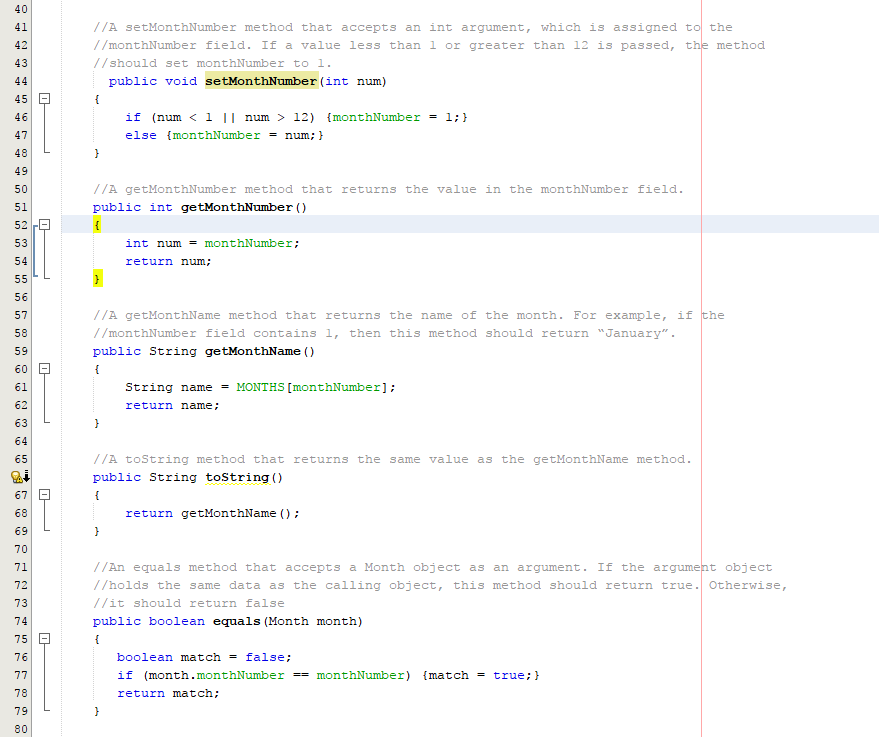 40
41 //A setMonthNumber method that accepts an int argument, which is assigned to the
42 //monthNumber field. If a value less than 1 or greater than 12 is passed, the method
43 //should set monthNumber to 1.
44 public void setMonthNumber(int num)
45 {
46 if (num < 1 || num > 12) {monthNumber = 1;}
47 else {monthNumber = num;}
48 }
49
50 //A getMonthNumber method that returns the value in the monthNumber field.
51 public int getMonthNumber()
52 {
53 int num = monthNumber;
54 return num;
55 }
56
57 //A getMonthName method that returns the name of the month. For example, if the
58 //monthNumber field contains 1, then this method should return “January”.
59 public String getMonthName()
60 {
61 String name = MONTHS[monthNumber];
62 return name;
63 }
64
65 //A toString method that returns the same value as the getMonthName method.
public String toString()
67 {
68 return getMonthName();
69 }
70
71 //An equals method that accepts a Month object as an argument. If the argument object
72 //holds the same data as the calling object, this method should return true. Otherwise,
73 //it should return false
74 public boolean equals(Month month)
75 {
76 boolean match = false;
77 if (month.monthNumber == monthNumber) {match = true;}
78 return match;
79 }
80